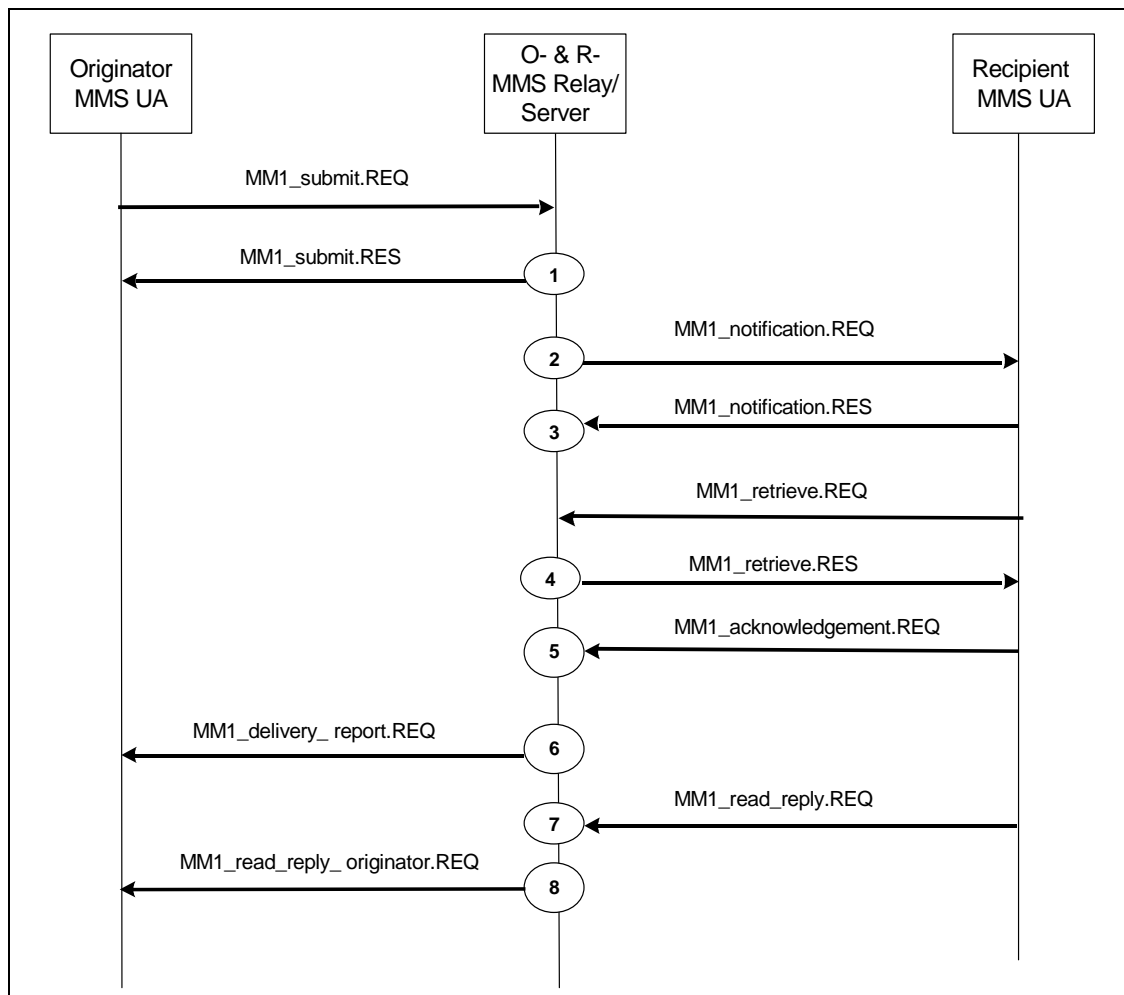 Originator
MMS UA
O- & R-
MMS Relay/
Server
Recipient
MMS UA
MM1_submit.REQ
MM1_submit.RES
1
MM1_notification.REQ
2
MM1_notification.RES
3
MM1_retrieve.REQ
MM1_retrieve.RES
4
MM1_acknowledgement.REQ
5
MM1_delivery_ report.REQ
6
MM1_read_reply.REQ
7
MM1_read_reply_ originator.REQ
8